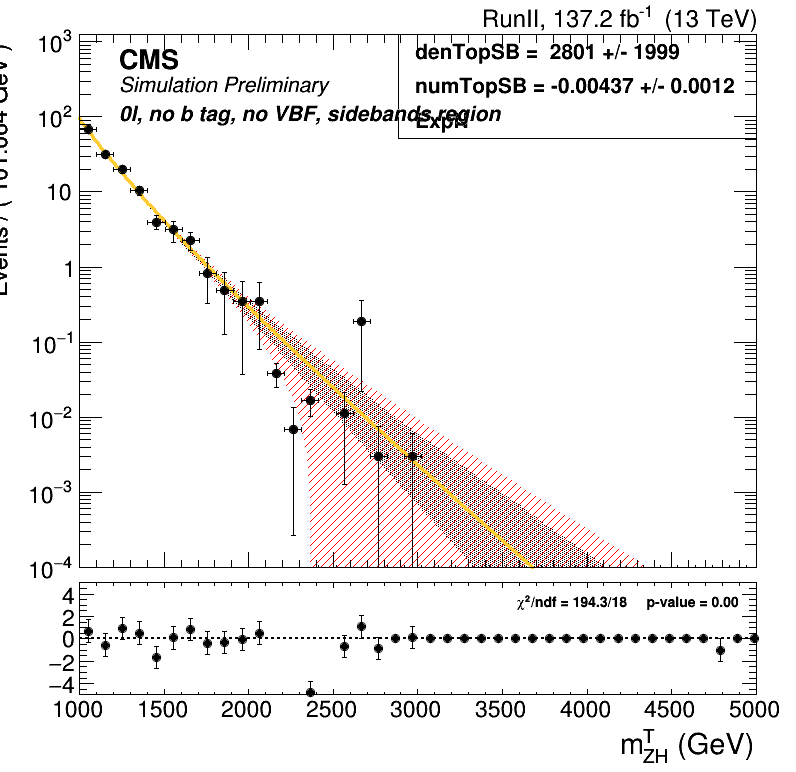 RunII, 137.2 fb⁻¹ (13 TeV)
CMS
Simulation Preliminary
0l, no b tag, no VBF, sidebands region
denTopSB = 2801 +/- 1999
numTopSB = -0.00437 +/- 0.0012
ExpN
Events / (
GeV )
10³
10²
10
1
10⁻¹
10⁻²
10⁻³
10⁻⁴
χ²/ndf = 194.3/18 p-value = 0.00
4
2
0
−2
−4
1000 1500 2000 2500 3000 3500 4000 4500 5000
m^T_ZH (GeV)